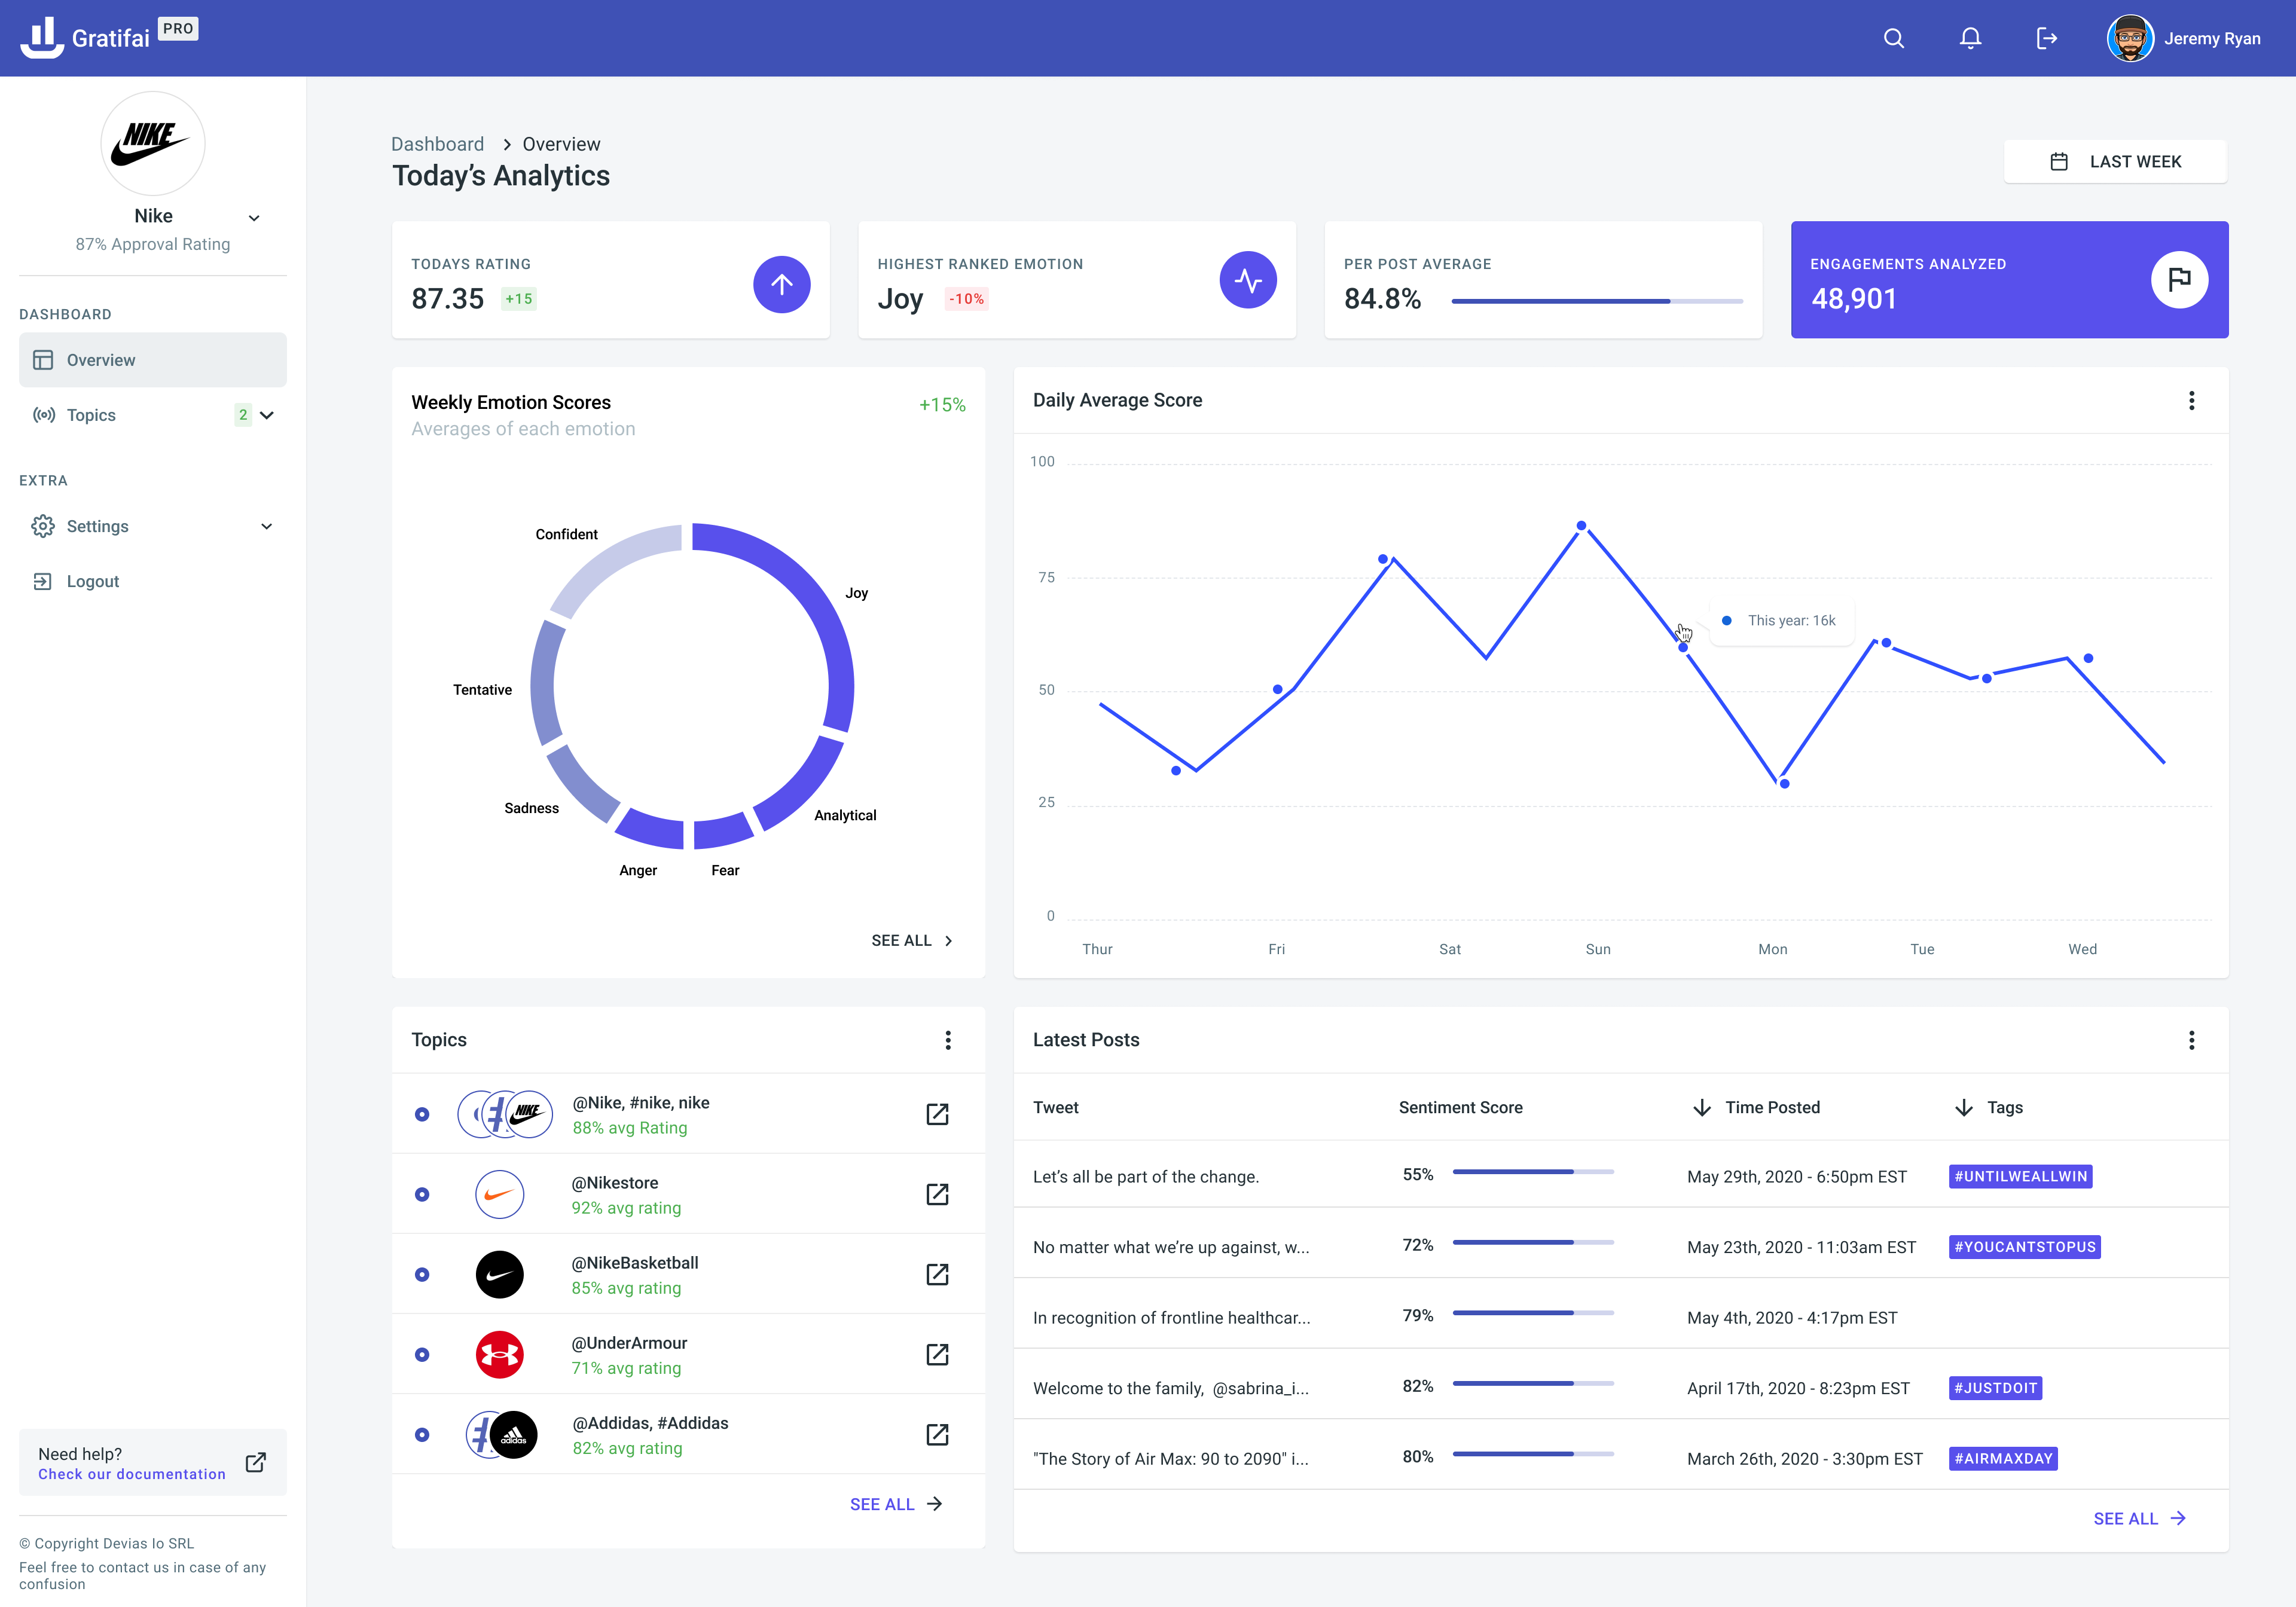 Gratifai PRO
Jeremy Ryan
NIKE
Nike
87% Approval Rating
DASHBOARD
Overview
Topics 2
EXTRA
Settings
Logout
Need help?
Check our documentation
© Copyright Devias Io SRL
Feel free to contact us in case of any
confusion
Dashboard > Overview
Today’s Analytics
LAST WEEK
TODAYS RATING
87.35 +15
HIGHEST RANKED EMOTION
Joy -10%
PER POST AVERAGE
84.8%
ENGAGEMENTS ANALYZED
48,901
Weekly Emotion Scores +15%
Averages of each emotion
Confident
Joy
Tentative
Sadness
Analytical
Anger
Fear
SEE ALL
Daily Average Score
100
75
This year: 16k
50
25
0
Thur Fri Sat Sun Mon Tue Wed
Topics
# NIKE
@Nike, #nike, nike
88% avg Rating
@Nikestore
92% avg rating
@NikeBasketball
85% avg rating
@UnderArmour
71% avg rating
# adidas
@Addidas, #Addidas
82% avg rating
SEE ALL
Latest Posts
Tweet Sentiment Score Time Posted Tags
Let’s all be part of the change. 55% May 29th, 2020 - 6:50pm EST #UNTILWEALLWIN
No matter what we’re up against, w... 72% May 23th, 2020 - 11:03am EST #YOUCANTSTOPUS
In recognition of frontline healthcar... 79% May 4th, 2020 - 4:17pm EST
Welcome to the family, @sabrina_i... 82% April 17th, 2020 - 8:23pm EST #JUSTDOIT
"The Story of Air Max: 90 to 2090" i... 80% March 26th, 2020 - 3:30pm EST #AIRMAXDAY
SEE ALL